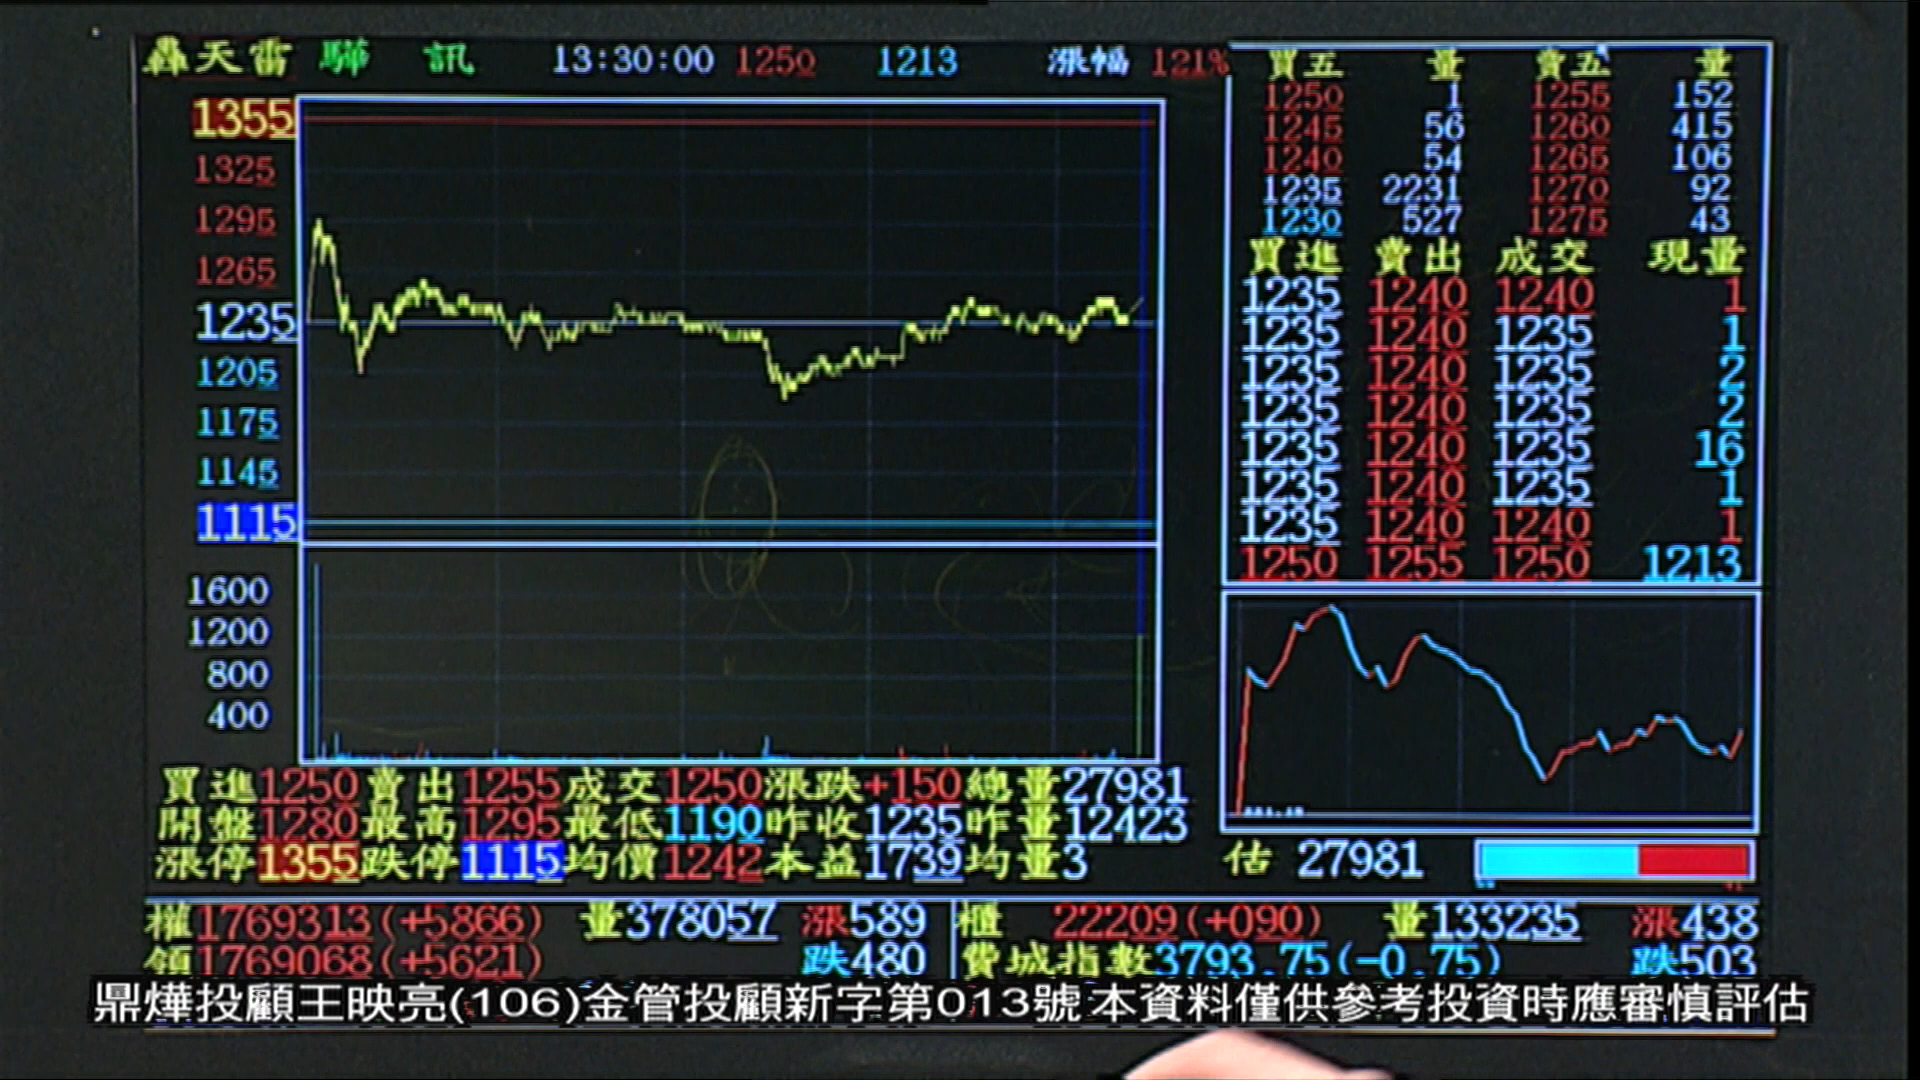 轟天雷 驊 訊 13:30:00 1250 1213 漲幅 121%
1355
1325
1295
1265
1235
1205
1175
1145
1115
1600
1200
800
400
買五 量 賣五 量
1250 1 1255 152
1245 56 1260 415
1240 54 1265 106
1235 2231 1270 92
1230 527 1275 43
買進 賣出 成交 現量
1235 1240 1240 1
1235 1240 1235 1
1235 1240 1235 2
1235 1240 1235 2
1235 1240 1235 16
1235 1240 1235 1
1235 1240 1240 1
1250 1255 1250 1213
買進1250 賣出1255 成交1250 漲跌+150 總量27981
開盤1280 最高1295 最低1190 昨收1235 昨量12423
漲停1355 跌停1115 均價1242 本益1739 均量3
估 27981
權1769313(+5866) 量378057 漲589 櫃 22209(+090) 量133235 漲438
領1769068(+5621) 跌480 費城指數3793.75(-0.75) 跌503
鼎燁投顧王映亮(106)金管投顧新字第013號 本資料僅供參考投資時應審慎評估